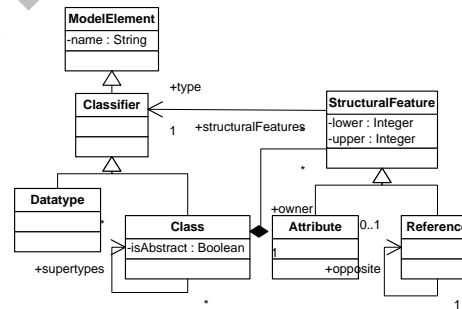 ModelElement
-name : String
+type
Classifier
StructuralFeature
1
+structuralFeatures
*
-lower : Integer
-upper : Integer
*
Datatype
*
+owner
Class
Attribute
0..1
Reference
-isAbstract : Boolean
1
+supertypes
+opposite
*
1